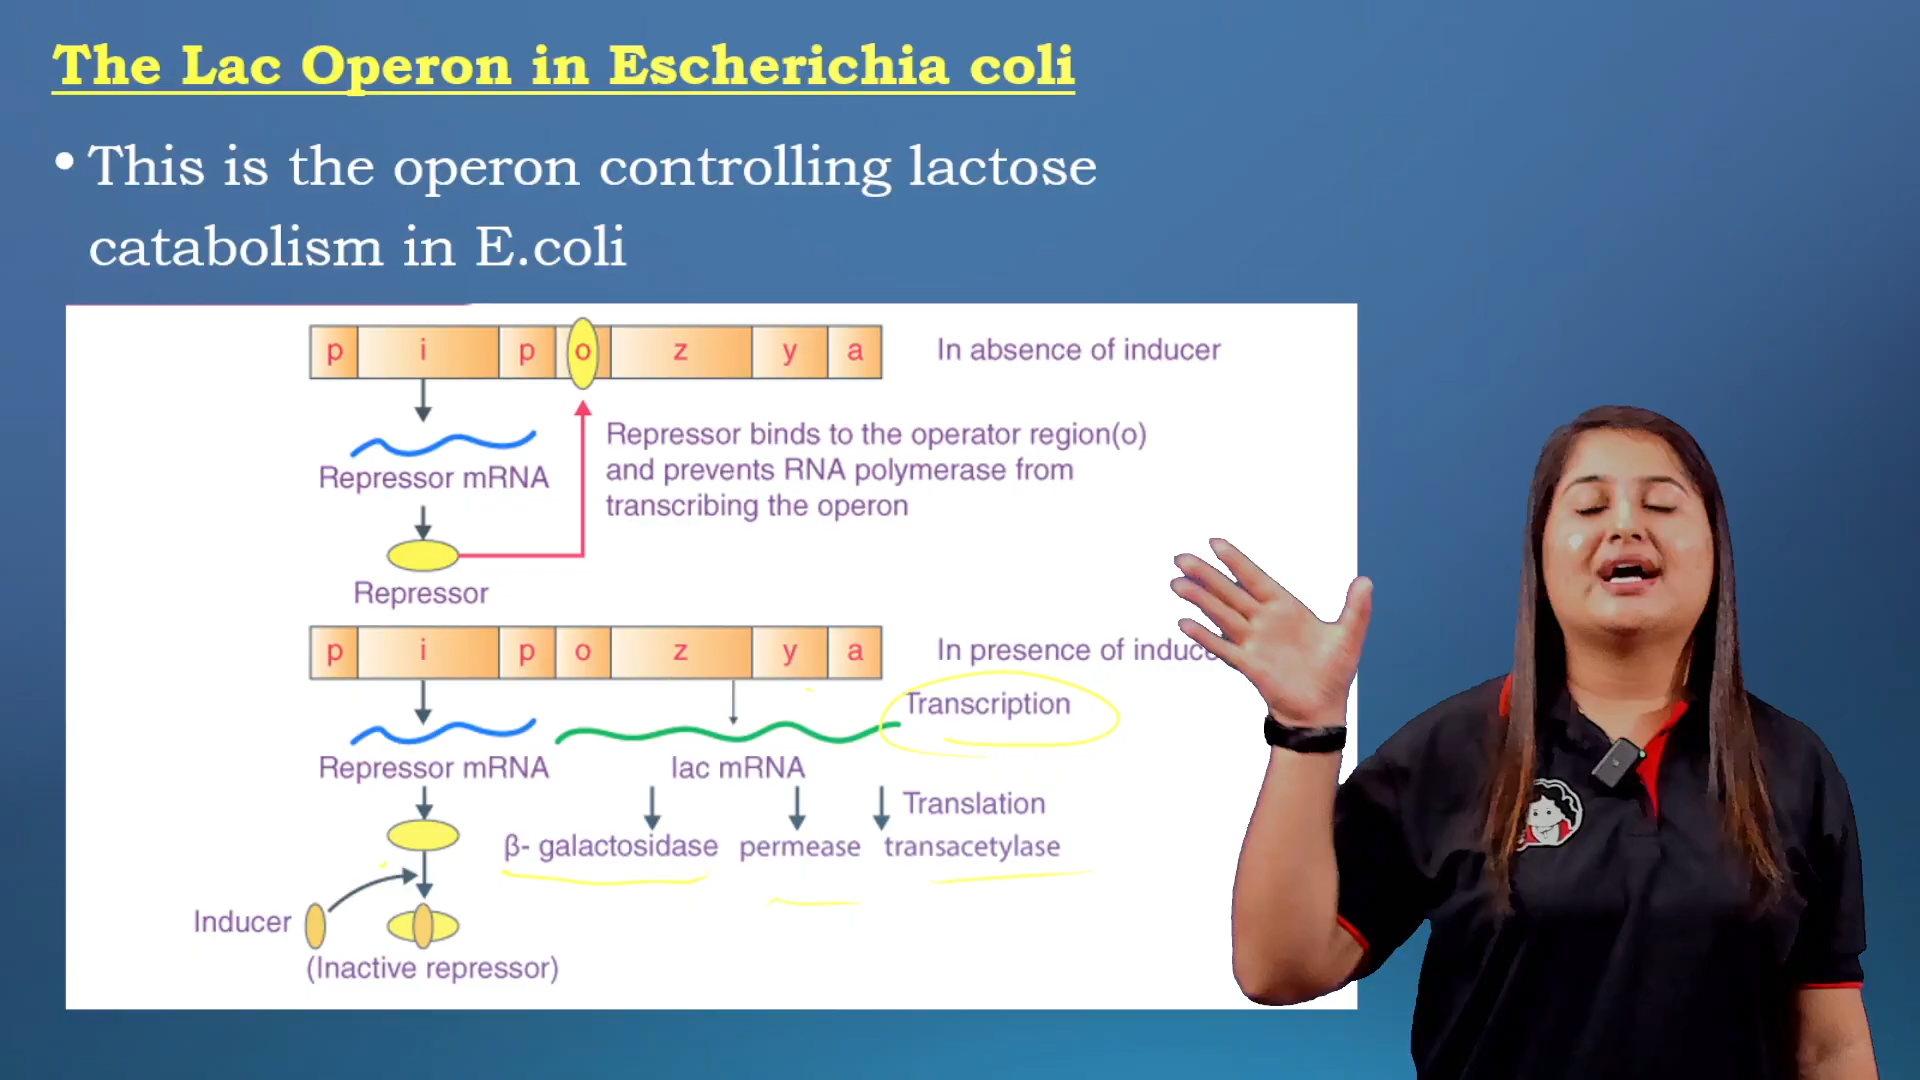 The Lac Operon in Escherichia coli
• This is the operon controlling lactose
catabolism in E.coli
p i p o z y a In absence of inducer
Repressor binds to the operator region(o)
and prevents RNA polymerase from
transcribing the operon
Repressor mRNA
Repressor
p i p o z y a In presence of induc
Transcription
Repressor mRNA lac mRNA
Translation
β- galactosidase permease transacetylase
Inducer
(Inactive repressor)